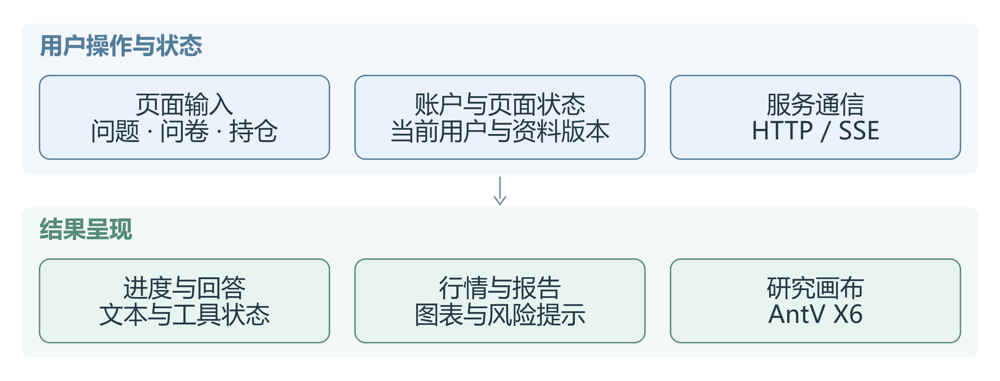 用户操作与状态
页面输入
问题 · 问卷 · 持仓
账户与页面状态
当前用户与资料版本
服务通信
HTTP / SSE
结果呈现
进度与回答
文本与工具状态
行情与报告
图表与风险提示
研究画布
AntV X6